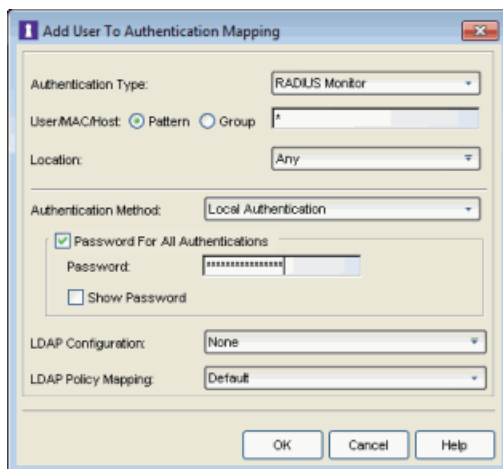 Add User To Authentication Mapping
Authentication Type: RADIUS Monitor
User/MAC/Host: Pattern Group *
Location: Any
Authentication Method: Local Authentication
Password For All Authentications
Password: ****************
Show Password
LDAP Configuration: None
LDAP Policy Mapping: Default
OK Cancel Help